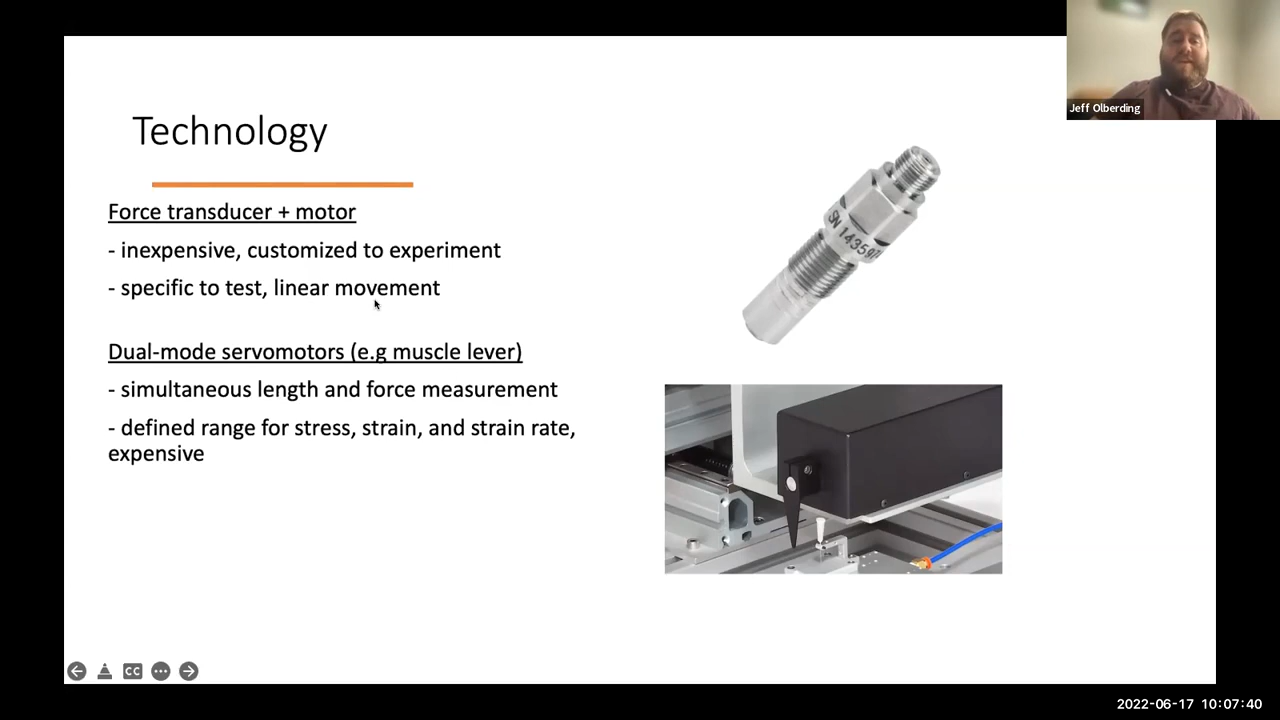 Jeff Olberding
Technology
Force transducer + motor
- inexpensive, customized to experiment
- specific to test, linear movement
Dual-mode servomotors (e.g muscle lever)
- simultaneous length and force measurement
- defined range for stress, strain, and strain rate,
expensive
CC
2022-06-17 10:07:40